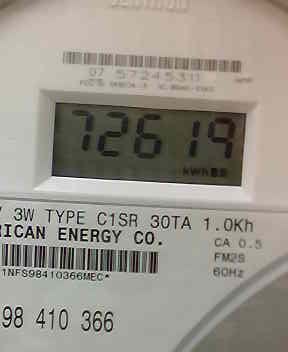 07 57245311
72619
kWh
3W TYPE C1SR 30TA 1.0Kh
RICAN ENERGY CO.
CA 0.5
FM2S
60Hz
1NFS98410366MEC*
98 410 366